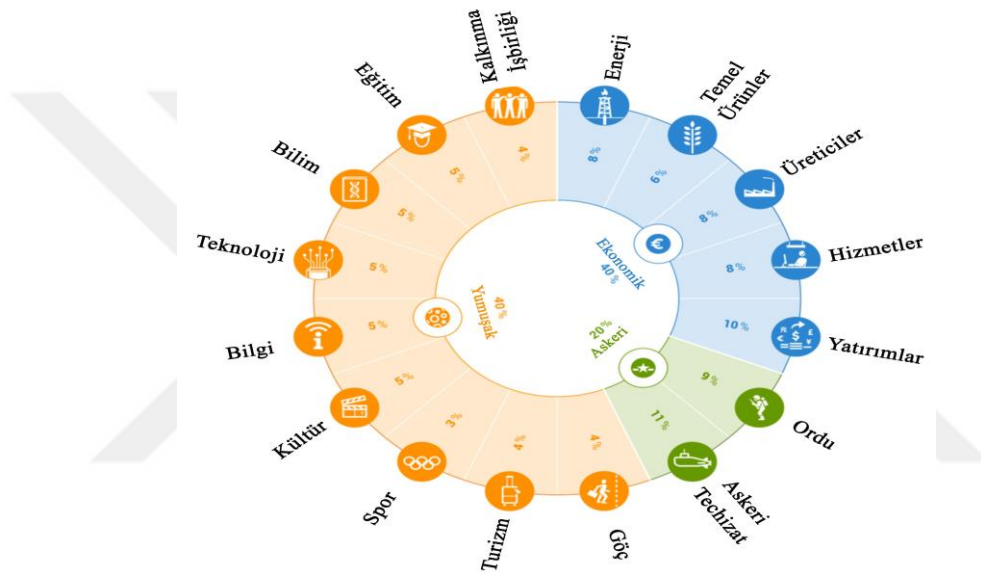 Kalkınma
İşbirliği
Enerji
Temel
Ürünler
Üreticiler
Hizmetler
Yatırımlar
Ordu
Askeri
Techizat
Göç
Turizm
Spor
Kültür
Bilgi
Teknoloji
Bilim
Eğitim
4
%
8%
6%
8%
8%
10%
9%
11%
4
%
4
%
3%
5%
5%
5%
5%
5%
Ekonomik
40%
€
20%
Askeri
40%
Yumuşak
i
$
£
€
¥